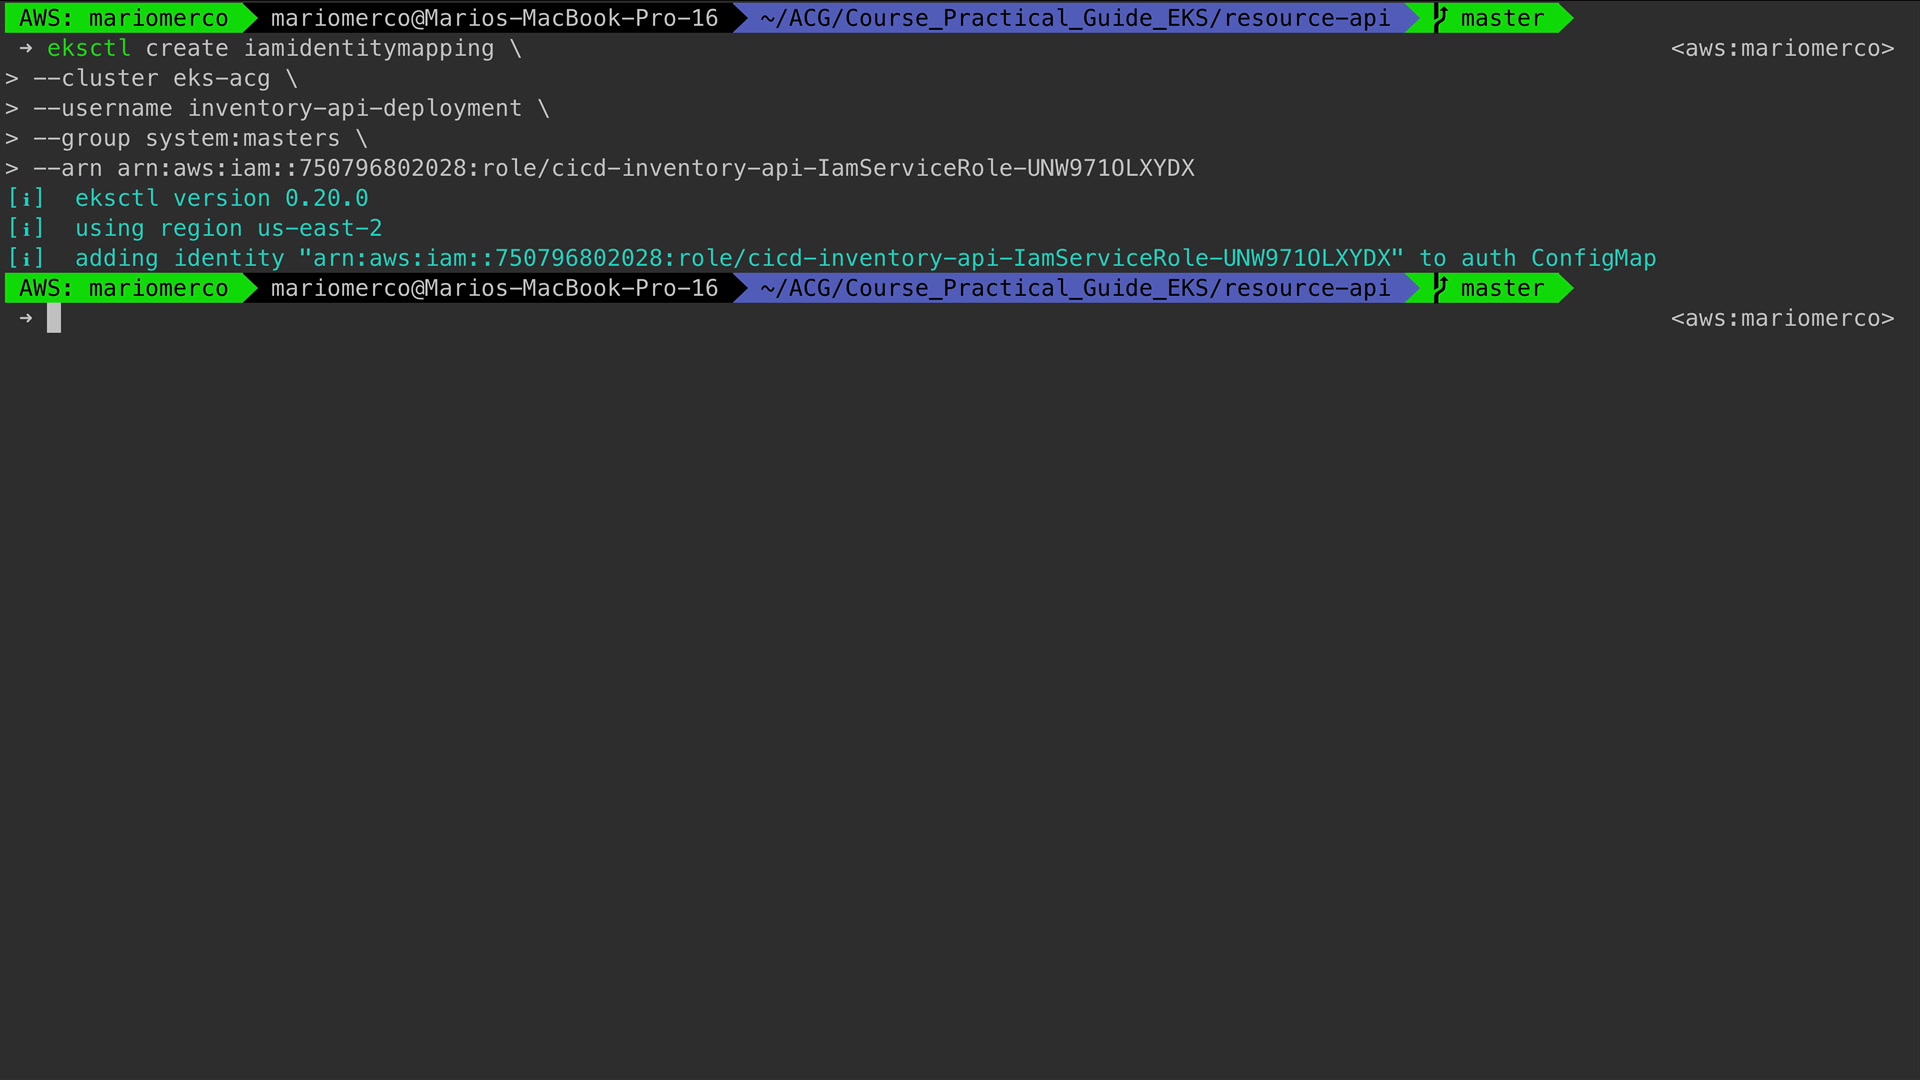 AWS: mariomerco mariomerco@Marios-MacBook-Pro-16 ~/ACG/Course_Practical_Guide_EKS/resource-api master
→ eksctl create iamidentitymapping \ <aws:mariomerco>
> --cluster eks-acg \
> --username inventory-api-deployment \
> --group system:masters \
> --arn arn:aws:iam::750796802028:role/cicd-inventory-api-IamServiceRole-UNW971OLXYDX
[ℹ]  eksctl version 0.20.0
[ℹ]  using region us-east-2
[ℹ]  adding identity "arn:aws:iam::750796802028:role/cicd-inventory-api-IamServiceRole-UNW971OLXYDX" to auth ConfigMap
AWS: mariomerco mariomerco@Marios-MacBook-Pro-16 ~/ACG/Course_Practical_Guide_EKS/resource-api master
→ <aws:mariomerco>